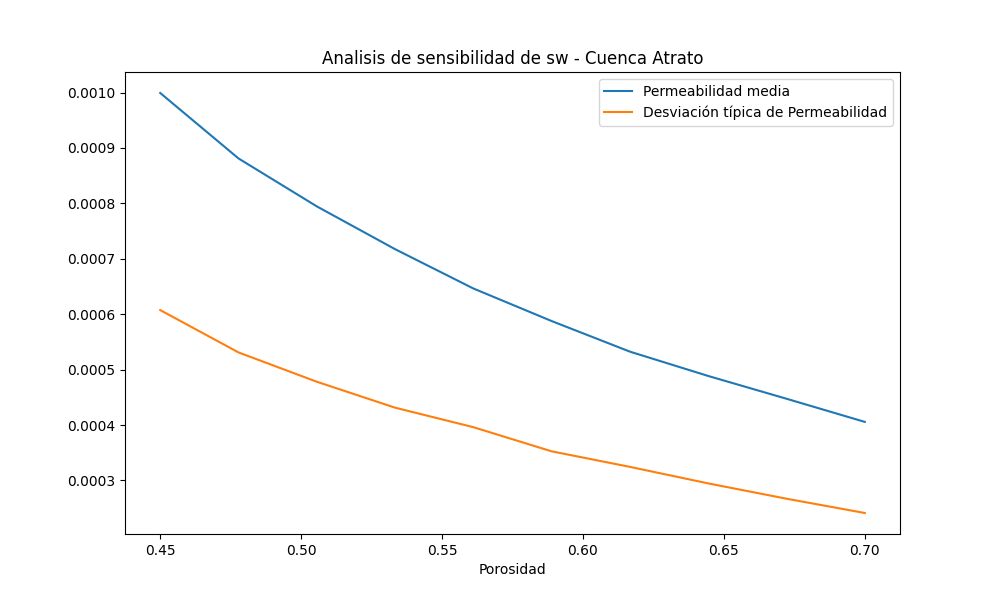 Analisis de sensibilidad de sw - Cuenca Atrato
Permeabilidad media
Desviación típica de Permeabilidad
0.0010
0.0009
0.0008
0.0007
0.0006
0.0005
0.0004
0.0003
0.45 0.50 0.55 0.60 0.65 0.70
Porosidad